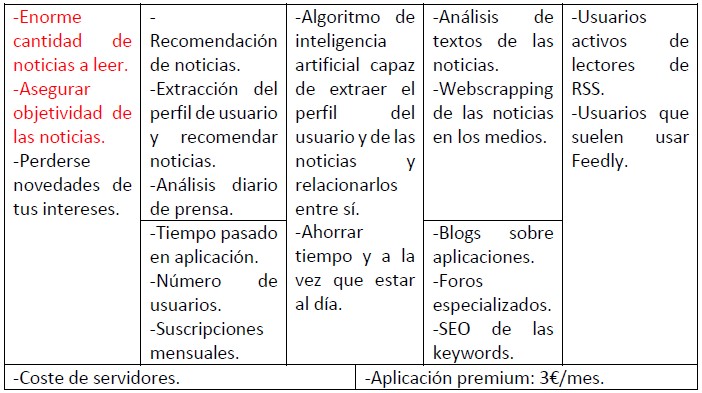 -Enorme
cantidad de
noticias a leer.
-Asegurar
objetividad de
las noticias.
-Perderse
novedades de
tus intereses.
-
Recomendación
de noticias.
-Extracción del
perfil de usuario
y recomendar
noticias.
-Análisis diario
de prensa.
-Tiempo pasado
en aplicación.
-Número de
usuarios.
-Suscripciones
mensuales.
-Algoritmo de
inteligencia
artificial capaz
de extraer el
perfil del
usuario y de las
noticias y
relacionarlos
entre sí.
-Ahorrar
tiempo y a la
vez que estar
al día.
-Análisis de
textos de las
noticias.
-Webscrapping
de las noticias
en los medios.
-Blogs sobre
aplicaciones.
-Foros
especializados.
-SEO de las
keywords.
-Usuarios
activos de
lectores de
RSS.
-Usuarios que
suelen usar
Feedly.
-Coste de servidores.
-Aplicación premium: 3€/mes.